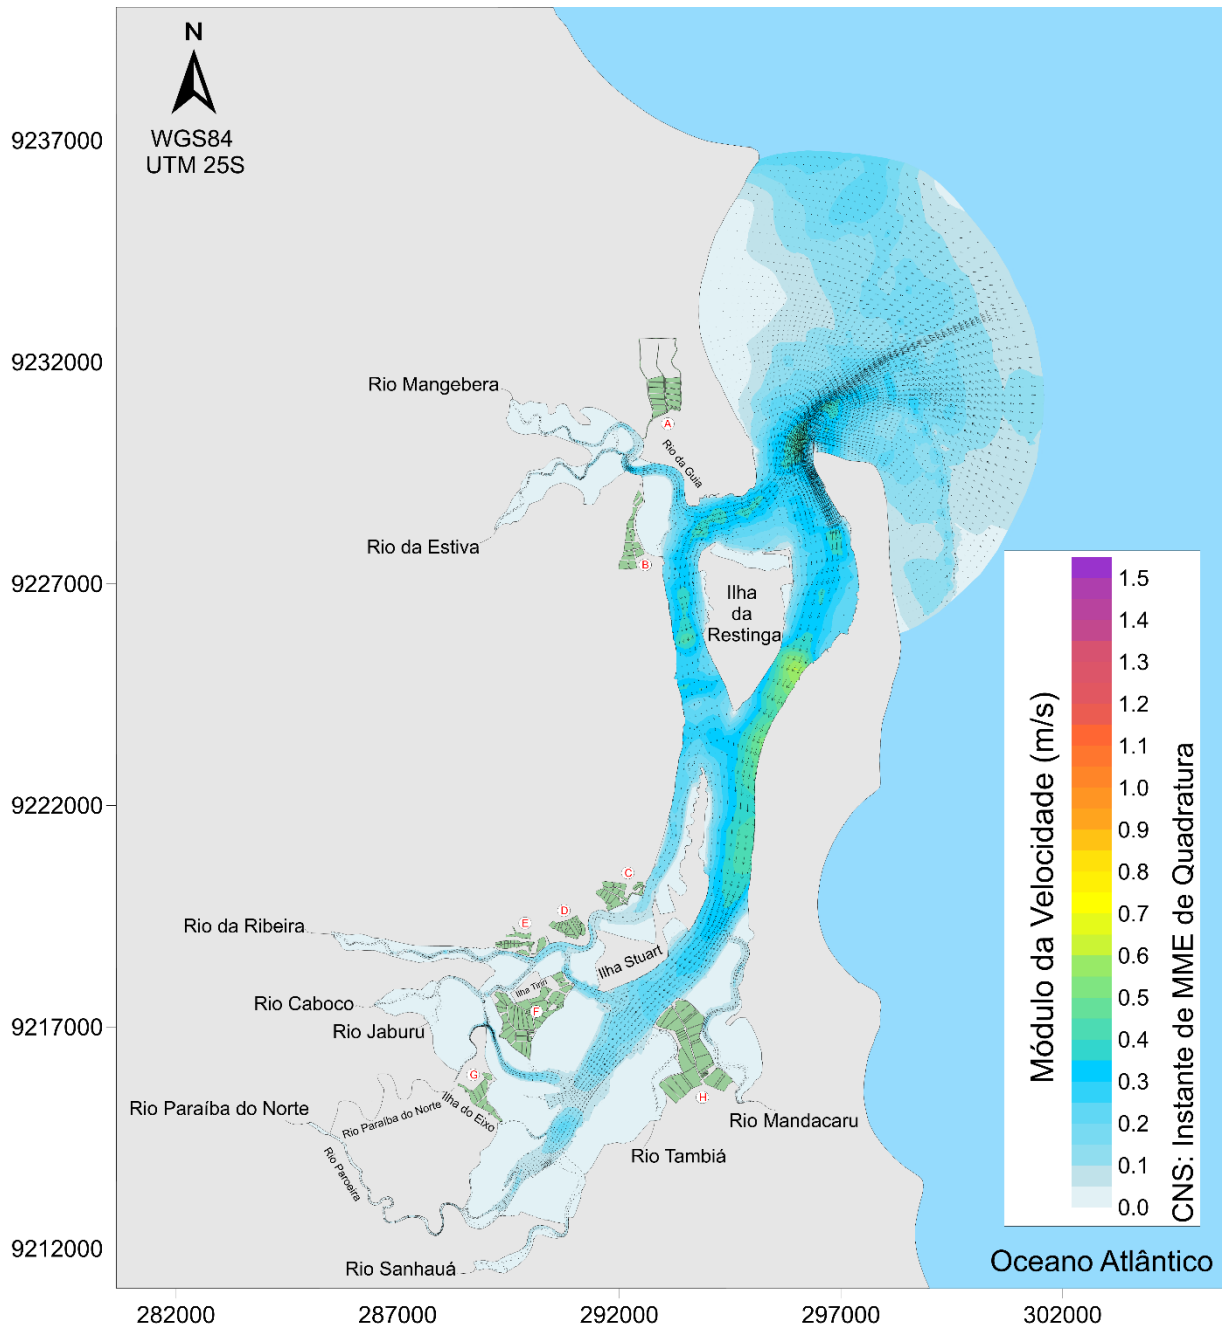 N
WGS84
UTM 25S
9237000
9232000
9227000
9222000
9217000
9212000
282000
287000
292000
297000
302000
Rio Mangebera
A
Rio da Guia
Rio da Estiva
B
Ilha
da
Restinga
C
D
E
Rio da Ribeira
Ilha Stuart
Ilha Tiriri
Rio Caboco
F
Rio Jaburu
G
Rio Paraíba do Norte
Rio Paraíba do Norte
Ilha do Eixo
H
Rio Mandacaru
Rio Tambiá
Rio Paroeira
Rio Sanhauá
Módulo da Velocidade (m/s)
CNS: Instante de MME de Quadratura
1.5
1.4
1.3
1.2
1.1
1.0
0.9
0.8
0.7
0.6
0.5
0.4
0.3
0.2
0.1
0.0
Oceano Atlântico